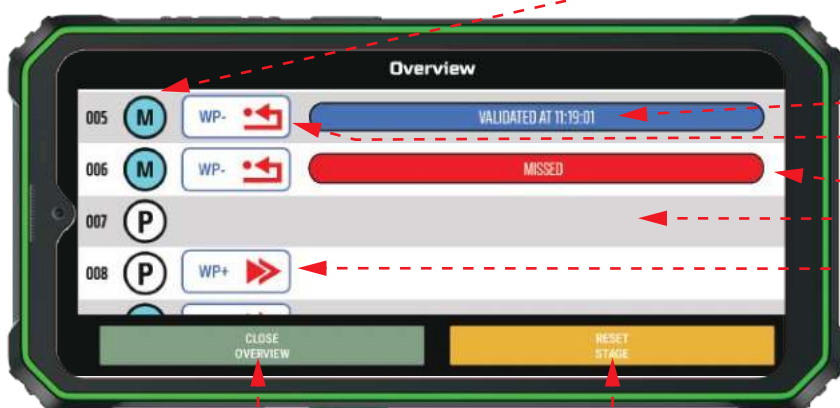 Overview
005 M WP- VALIDATED AT 11:19:01
006 M WP- MISSED
007 P
008 P WP+
CLOSE
OVERVIEW
RESET
STAGE